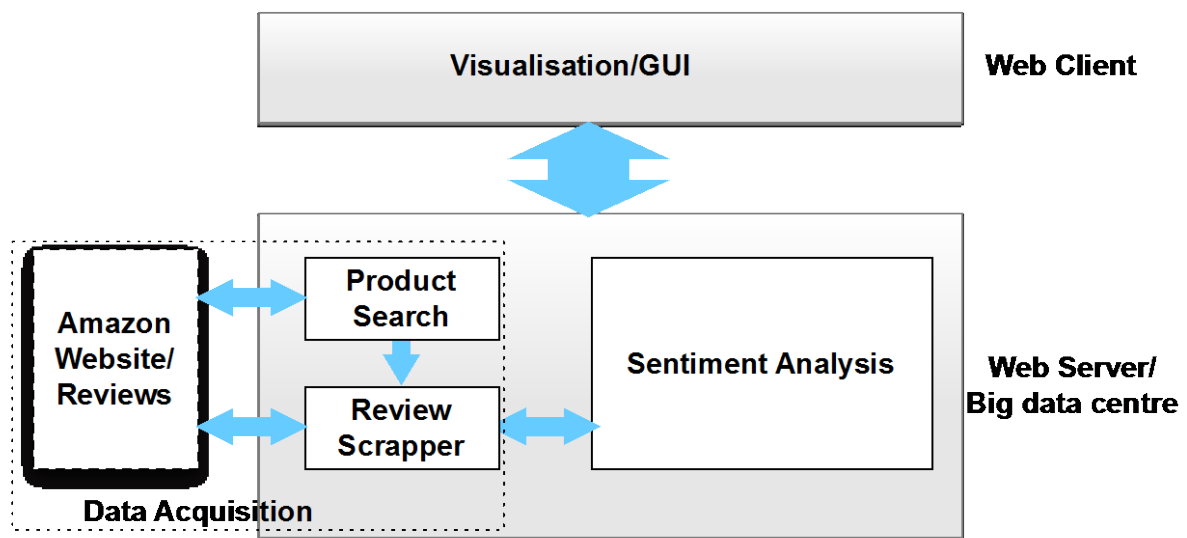 Visualisation/GUI
Web Client
Product
Search
Amazon
Website/
Reviews
Sentiment Analysis
Web Server/
Big data centre
Review
Scrapper
Data Acquisition